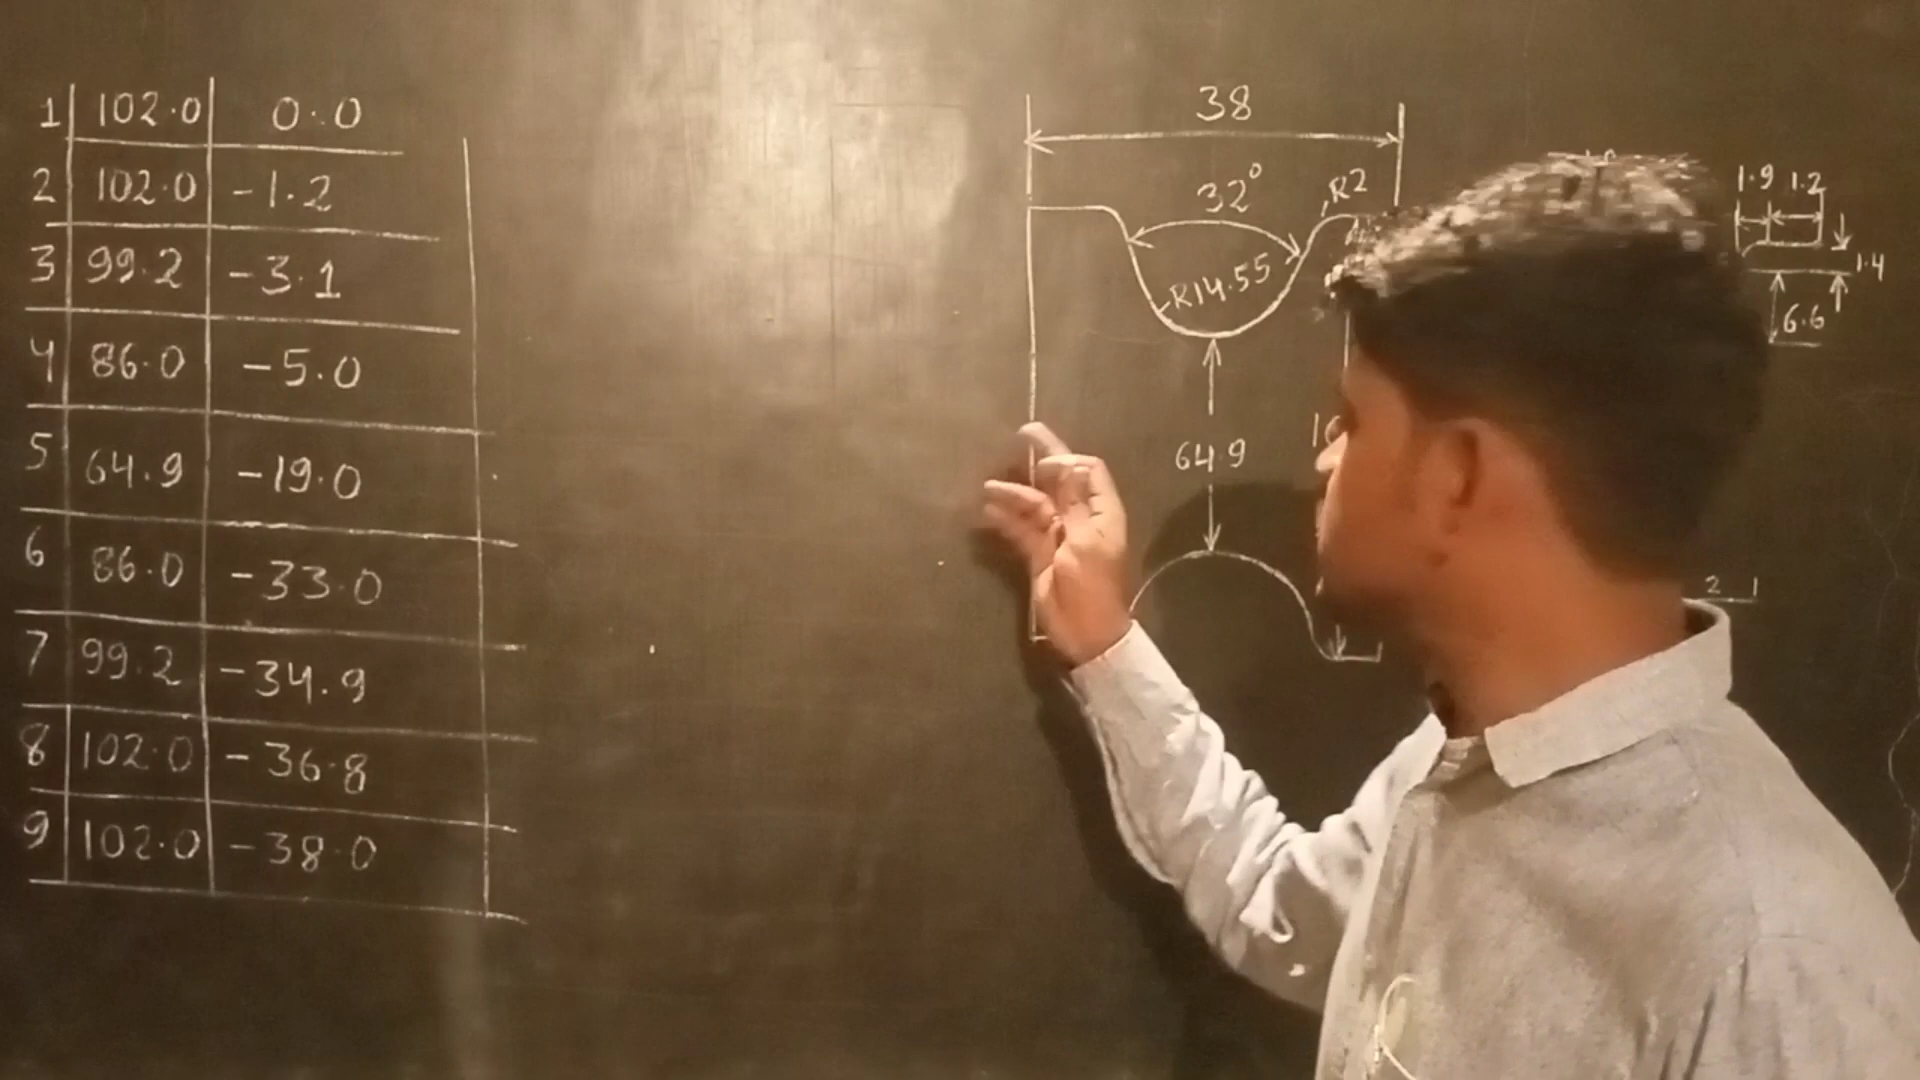 1 102.0 0.0
2 102.0 -1.2
3 99.2 -3.1
4 86.0 -5.0
5 64.9 -19.0
6 86.0 -33.0
7 99.2 -34.9
8 102.0 -36.8
9 102.0 -38.0
38
32° R2
R14.55
64.9
1.9 1.2
1.4
6.6
2 1